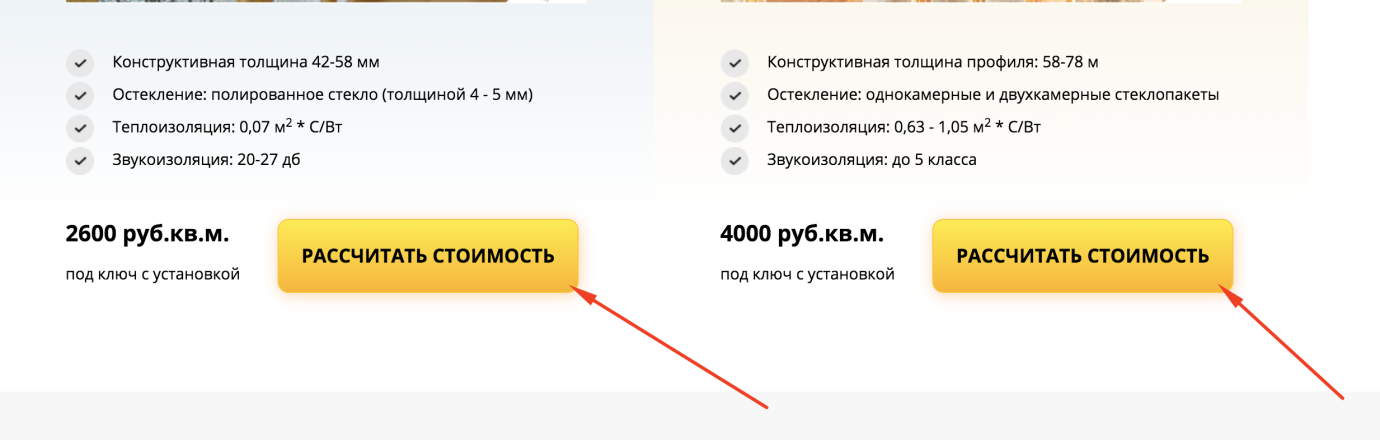 Конструктивная толщина 42-58 мм
Остекление: полированное стекло (толщиной 4 - 5 мм)
Теплоизоляция: 0,07 м² * С/Вт
Звукоизоляция: 20-27 дб
2600 руб.кв.м.
под ключ с установкой
РАССЧИТАТЬ СТОИМОСТЬ
Конструктивная толщина профиля: 58-78 м
Остекление: однокамерные и двухкамерные стеклопакеты
Теплоизоляция: 0,63 - 1,05 м² * С/Вт
Звукоизоляция: до 5 класса
4000 руб.кв.м.
под ключ с установкой
РАССЧИТАТЬ СТОИМОСТЬ